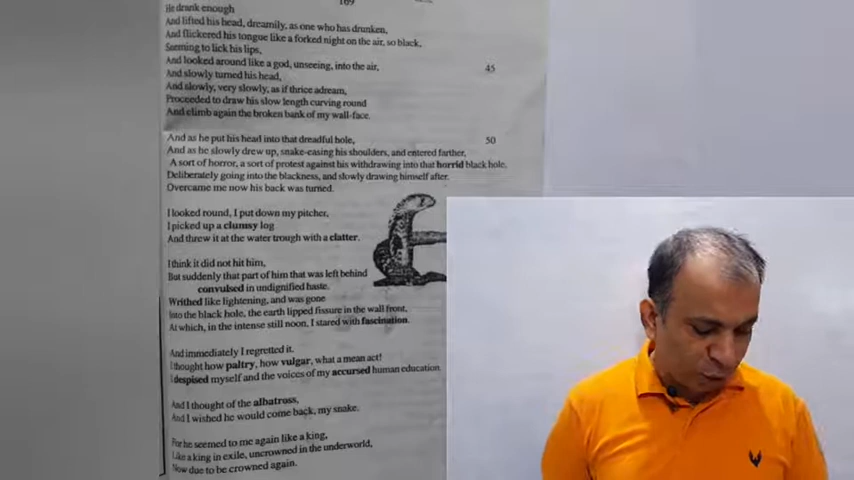 169
He drank enough
And lifted his head, dreamily, as one who has drunken,
And flickered his tongue like a forked night on the air, so black,
Seeming to lick his lips,
And looked around like a god, unseeing, into the air,
45
And slowly turned his head,
And slowly, very slowly, as if thrice adream,
Proceeded to draw his slow length curving round
And climb again the broken bank of my wall-face.
And as he put his head into that dreadful hole,
50
And as he slowly drew up, snake-easing his shoulders, and entered farther,
A sort of horror, a sort of protest against his withdrawing into that horrid black hole,
Deliberately going into the blackness, and slowly drawing himself after,
Overcame me now his back was turned.
I looked round, I put down my pitcher,
I picked up a clumsy log
And threw it at the water trough with a clatter.
I think it did not hit him,
But suddenly that part of him that was left behind
convulsed in undignified haste.
Writhed like lightening, and was gone
Into the black hole, the earth lipped fissure in the wall front,
At which, in the intense still noon, I stared with fascination.
And immediately I regretted it.
I thought how paltry, how vulgar, what a mean act!
I despised myself and the voices of my accursed human education.
And I thought of the albatross,
And I wished he would come back, my snake.
For he seemed to me again like a king,
Like a king in exile, uncrowned in the underworld,
Now due to be crowned again.